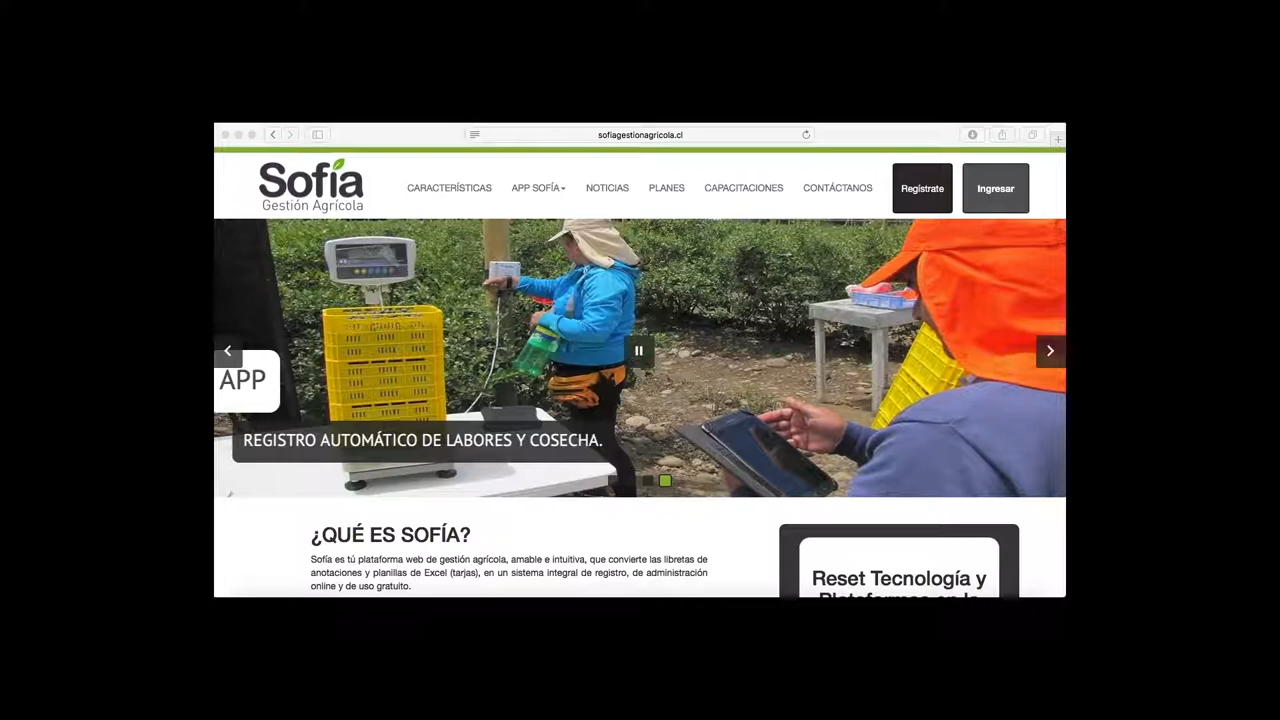 sofiagestionagricola.cl
Sofía
Gestión Agrícola
CARACTERÍSTICAS APP SOFÍA NOTICIAS PLANES CAPACITACIONES CONTÁCTANOS Regístrate Ingresar
APP
REGISTRO AUTOMÁTICO DE LABORES Y COSECHA.
¿QUÉ ES SOFÍA?
Sofía es tú plataforma web de gestión agrícola, amable e intuitiva, que convierte las libretas de
anotaciones y planillas de Excel (tarjas), en un sistema integral de registro, de administración
online y de uso gratuito.
Reset Tecnología y
Plataformas en la